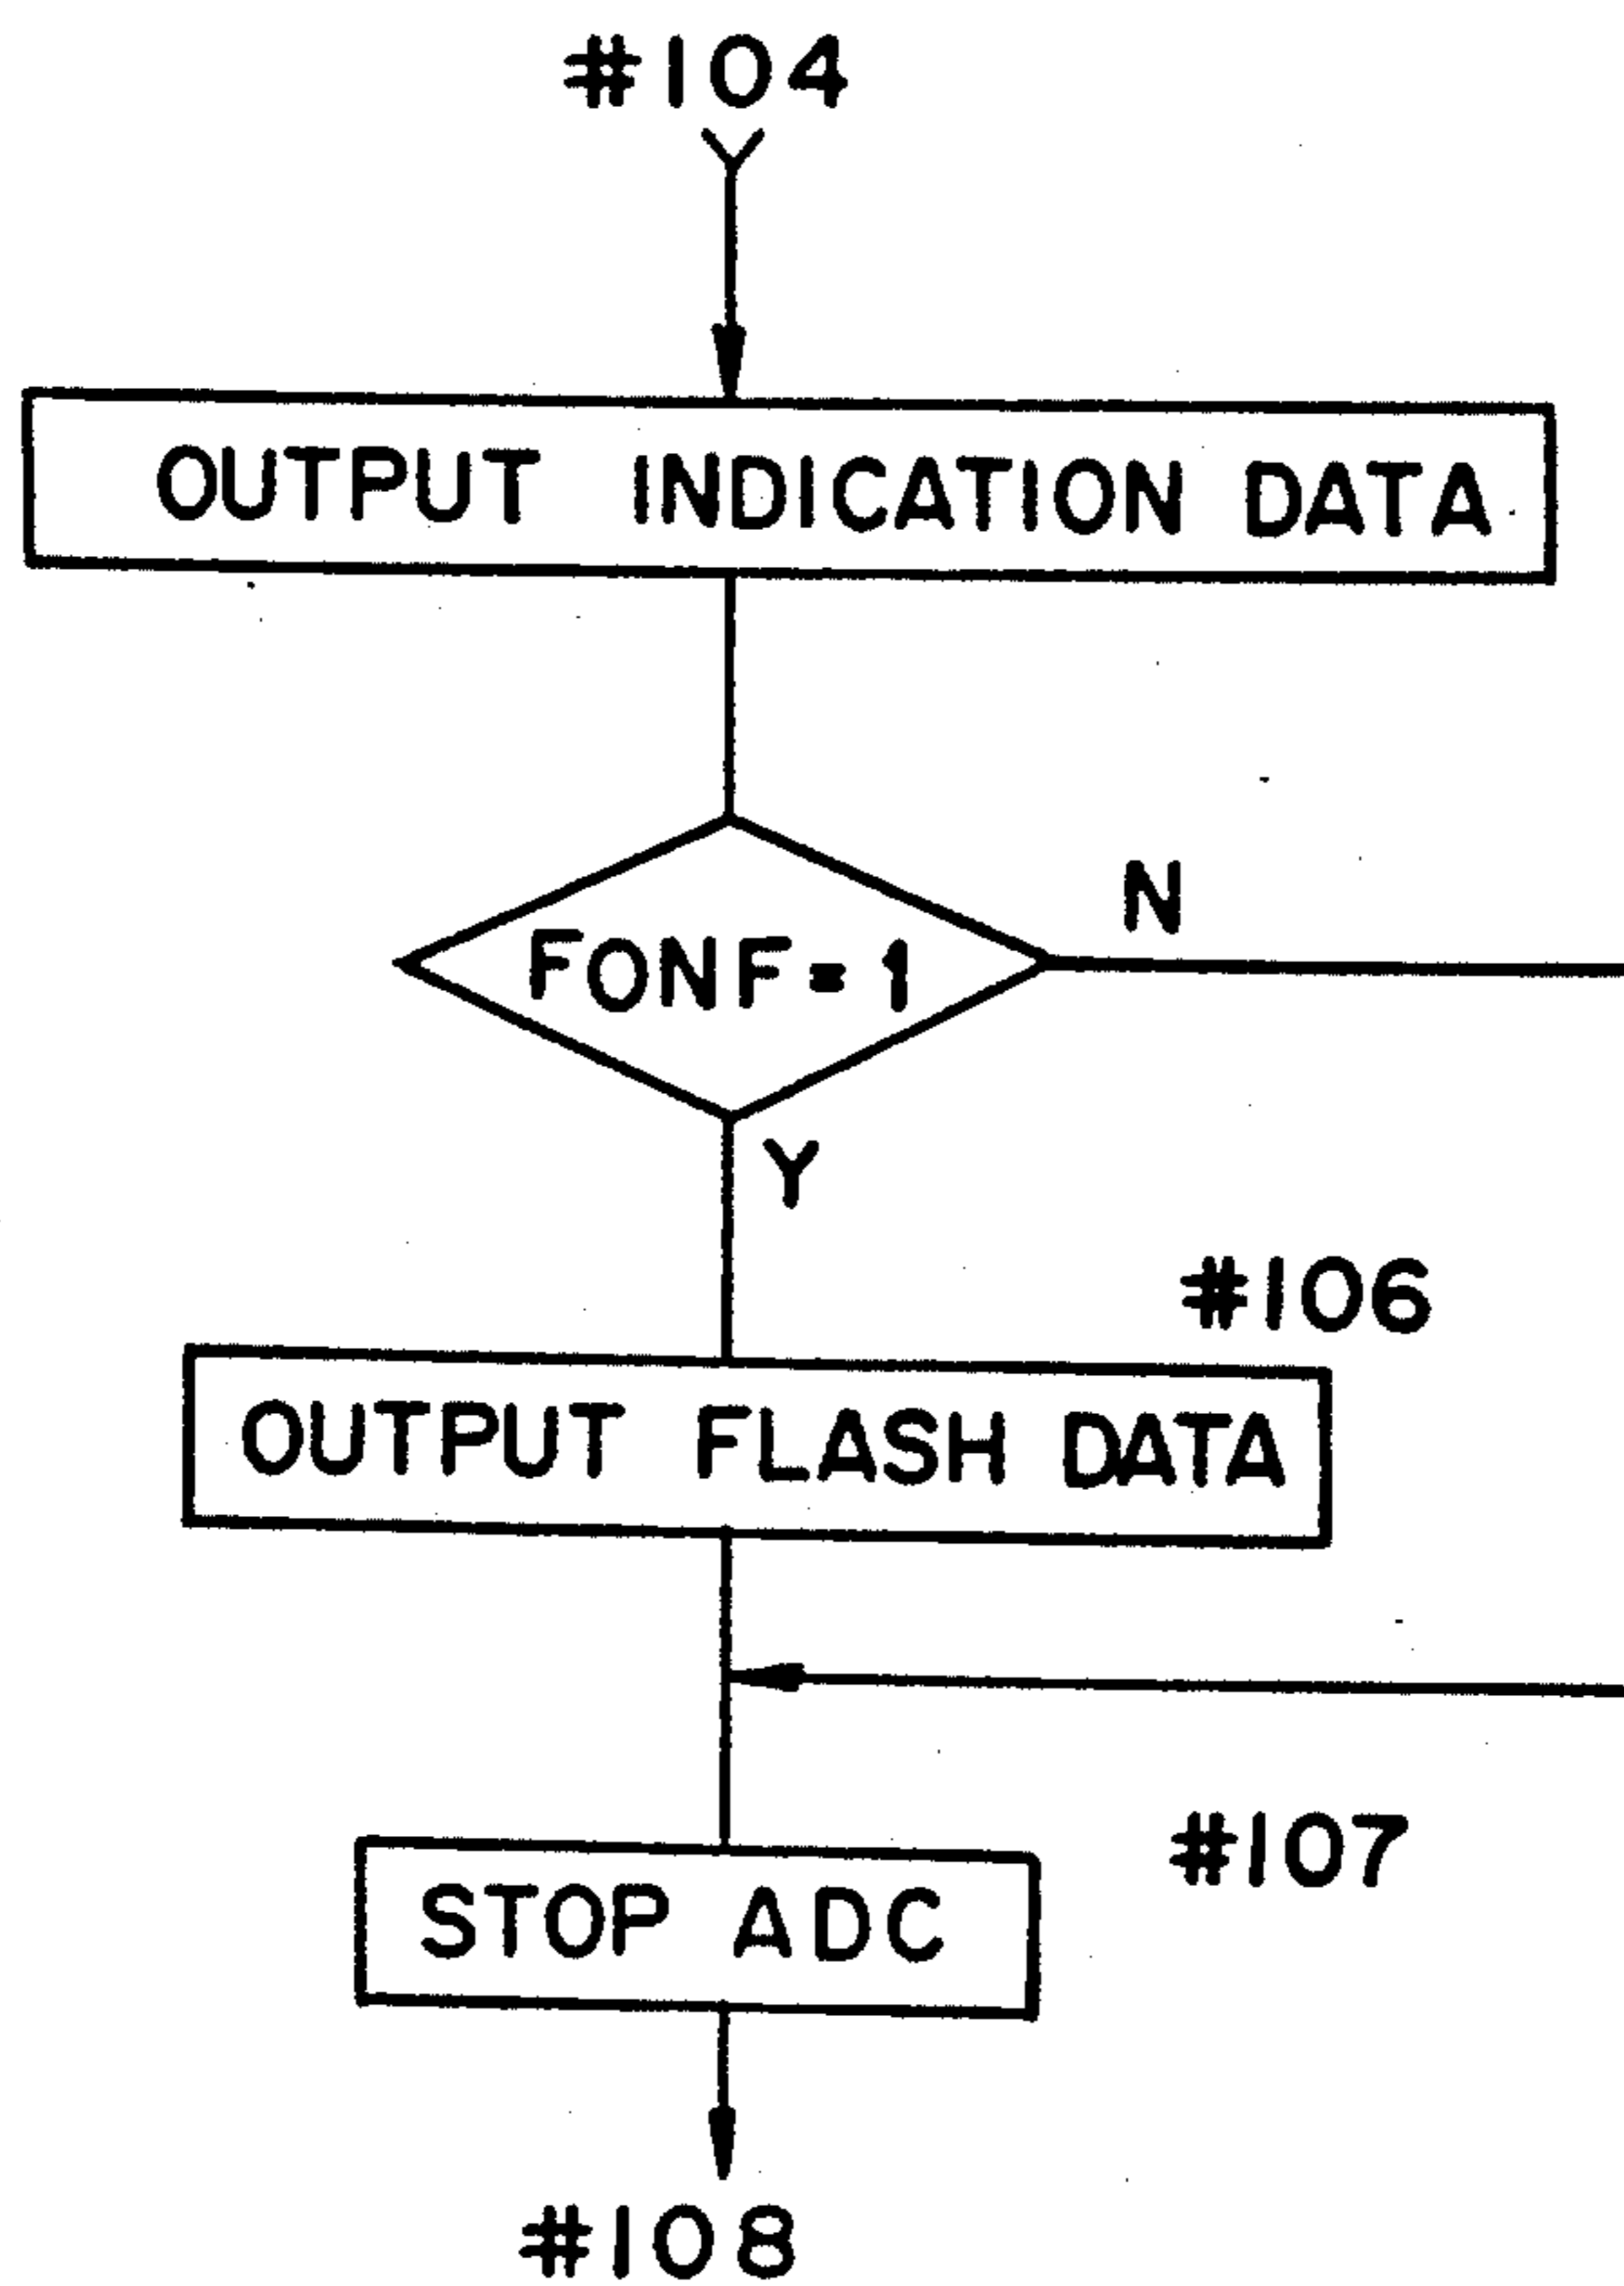 #104
Y
OUTPUT INDICATION DATA
N
FONF=1
Y
#106
OUTPUT FLASH DATA
#107
STOP ADC
#108